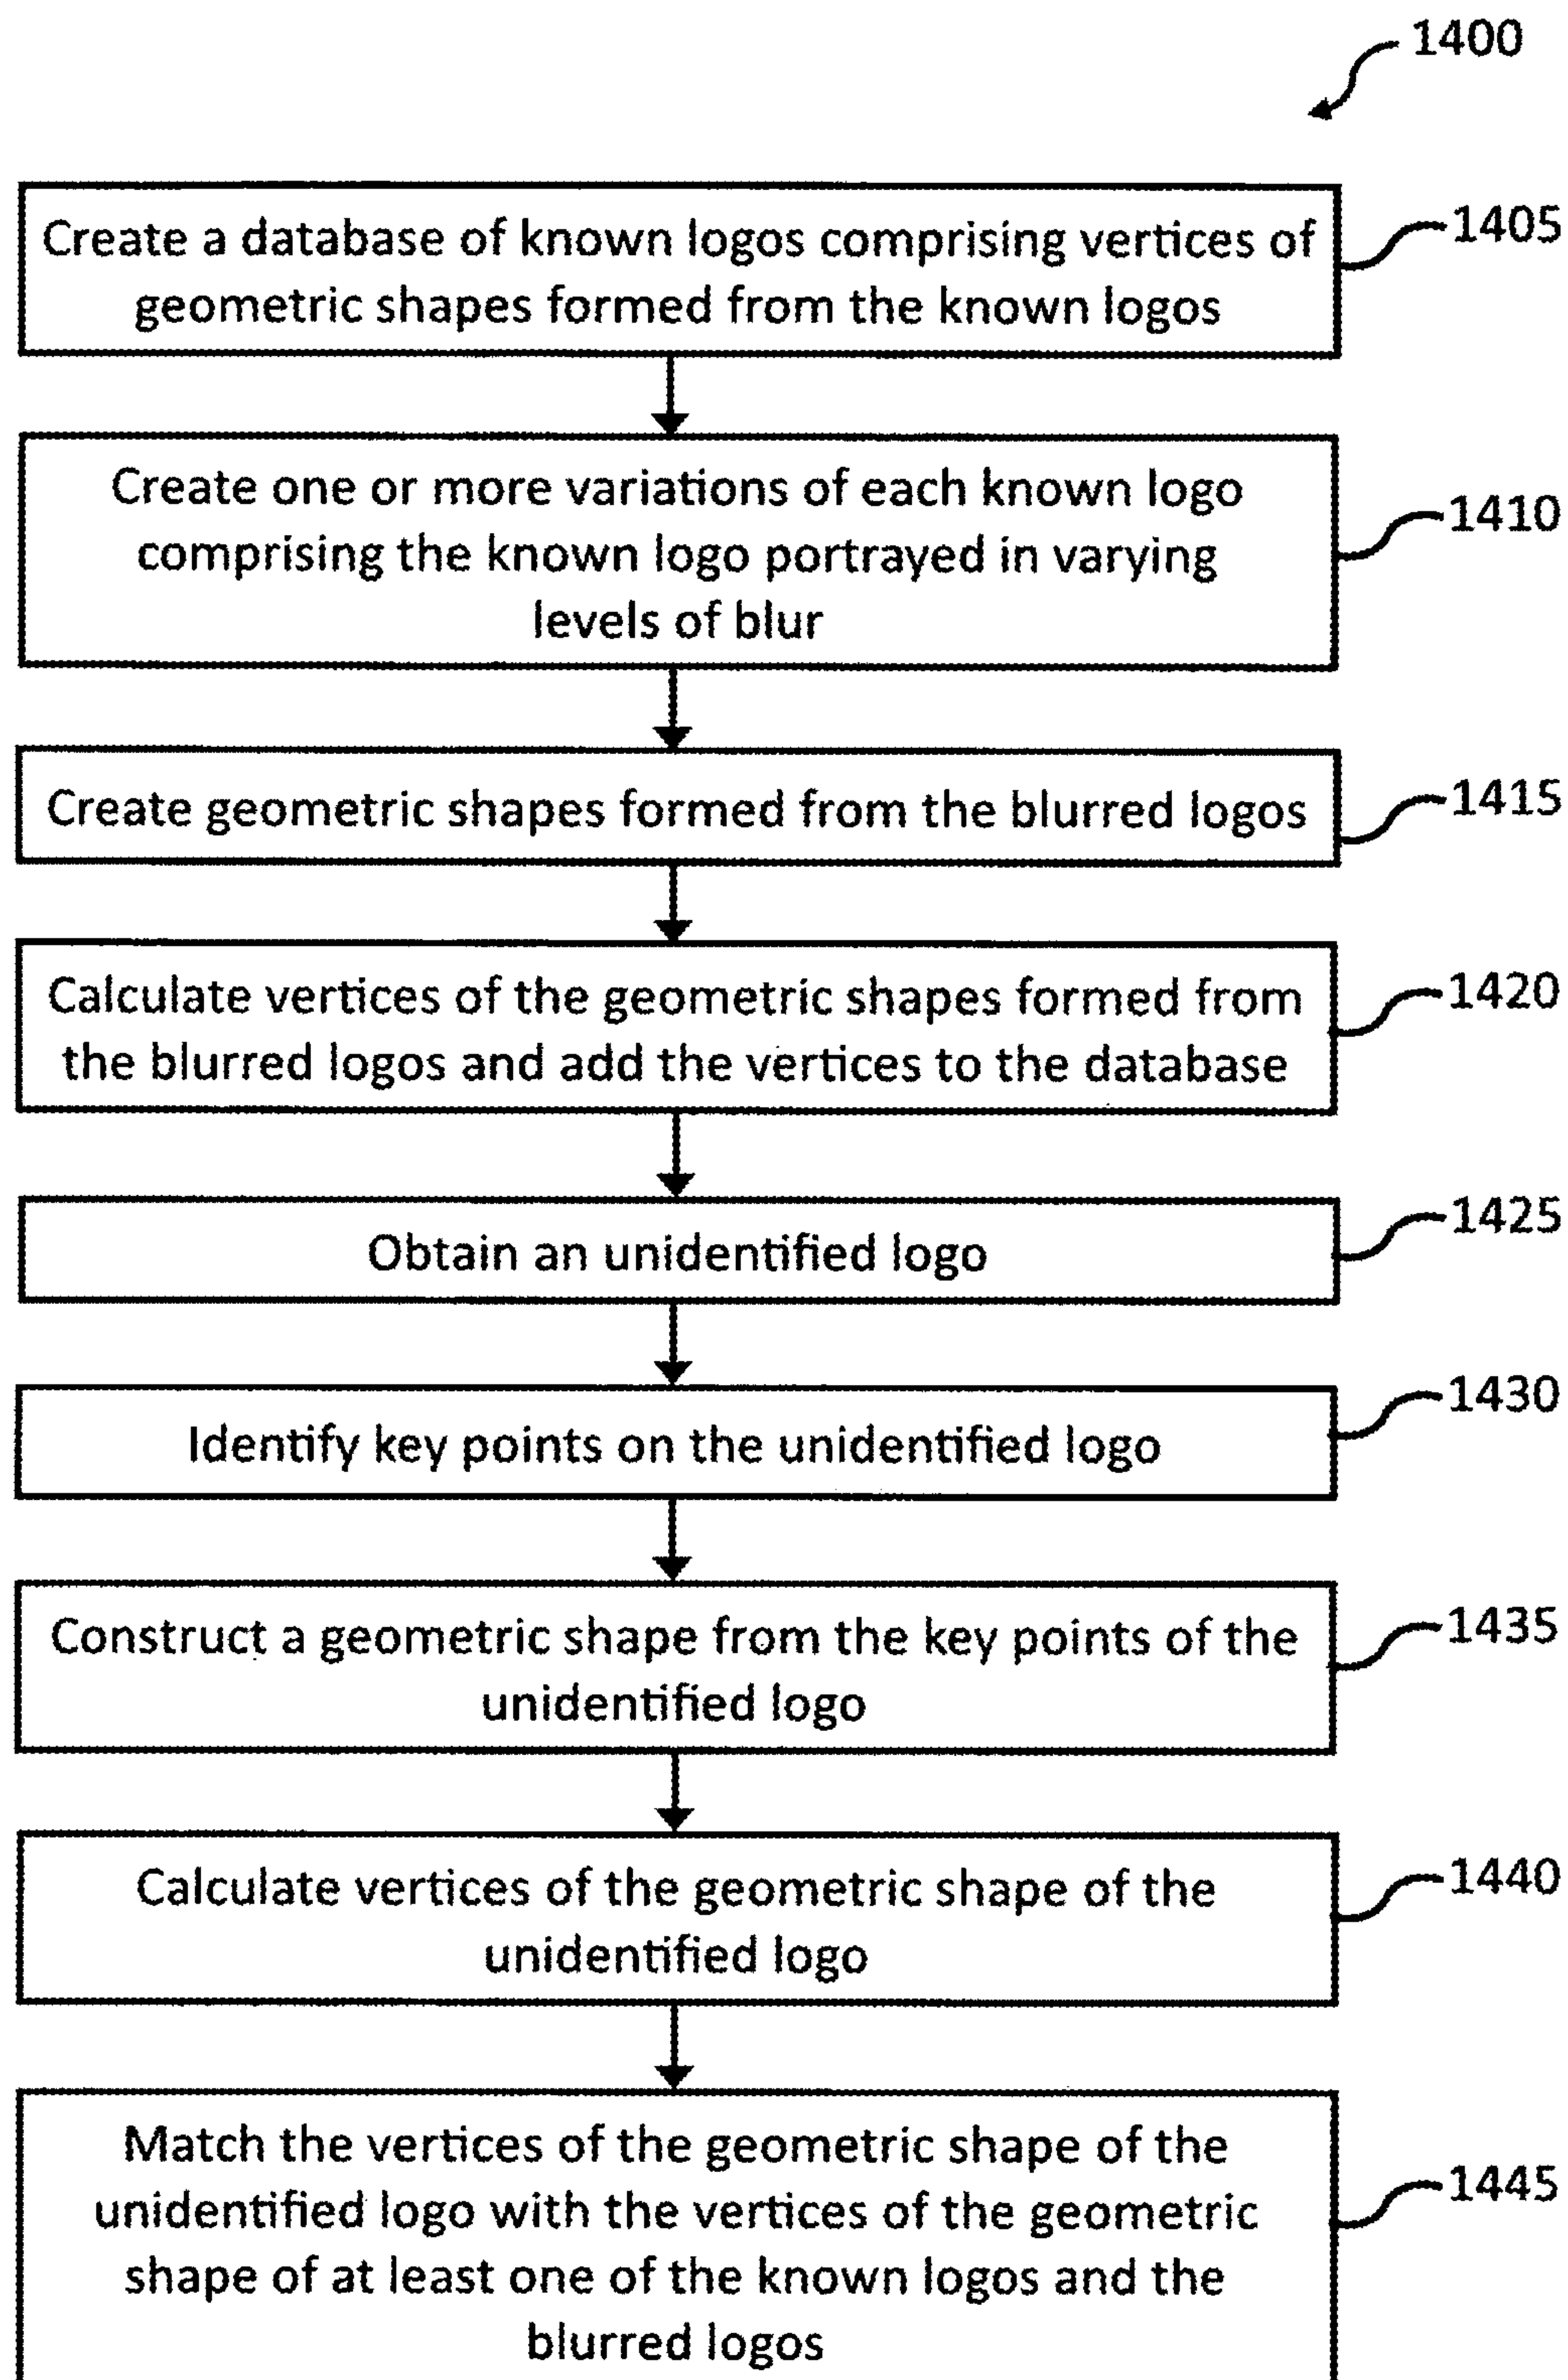 1400
Create a database of known logos comprising vertices of
geometric shapes formed from the known logos
1405
Create one or more variations of each known logo
comprising the known logo portrayed in varying
levels of blur
1410
Create geometric shapes formed from the blurred logos
1415
Calculate vertices of the geometric shapes formed from
the blurred logos and add the vertices to the database
1420
Obtain an unidentified logo
1425
Identify key points on the unidentified logo
1430
Construct a geometric shape from the key points of the
unidentified logo
1435
Calculate vertices of the geometric shape of the
unidentified logo
1440
Match the vertices of the geometric shape of the
unidentified logo with the vertices of the geometric
shape of at least one of the known logos and the
blurred logos
1445